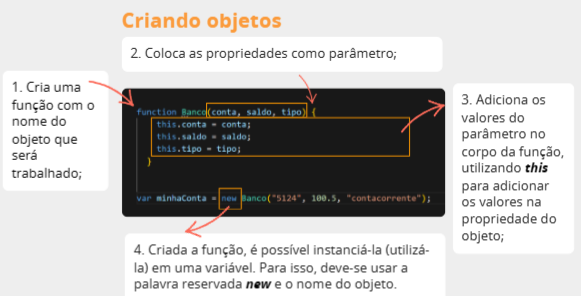 Criando objetos
2. Coloca as propriedades como parâmetro;
1. Cria uma
função com o
nome do
objeto que
será
trabalhado;
function Banco(conta, saldo, tipo) {
this.conta = conta;
this.saldo = saldo;
this.tipo = tipo;
}
var minhaConta = new Banco("5124", 100.5, "contacorrente");
3. Adiciona os
valores do
parâmetro no
corpo da função,
utilizando this
para adicionar
os valores na
propriedade do
objeto;
4. Criada a função, é possível instanciá-la (utilizá-
la) em uma variável. Para isso, deve-se usar a
palavra reservada new e o nome do objeto.